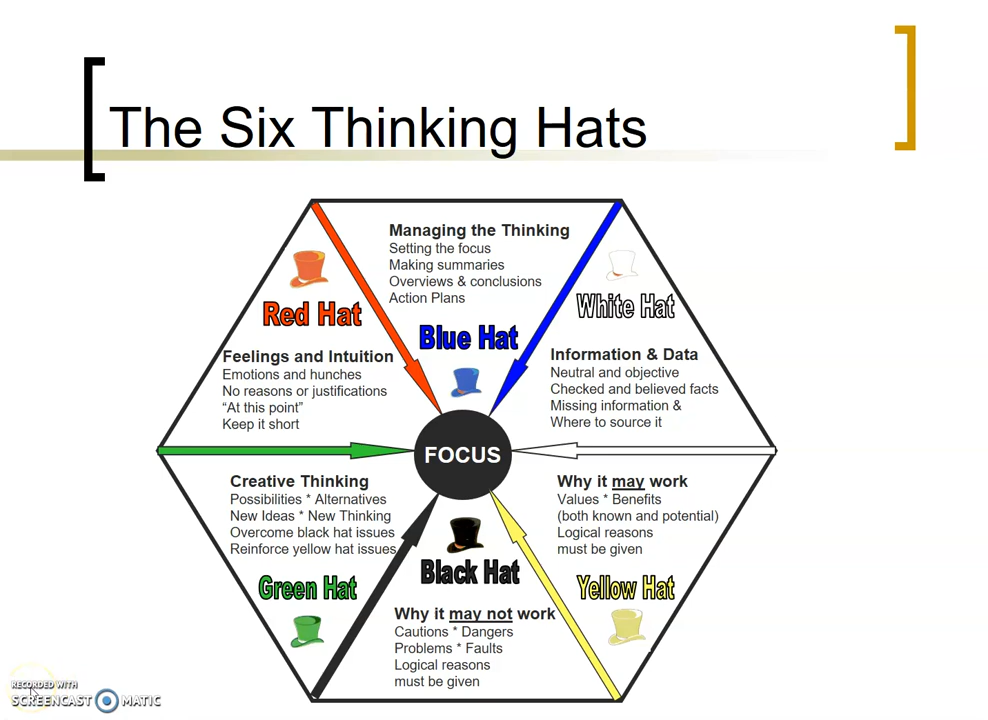 The Six Thinking Hats
Managing the Thinking
Setting the focus
Making summaries
Overviews & conclusions
Action Plans
Blue Hat
Red Hat
Feelings and Intuition
Emotions and hunches
No reasons or justifications
“At this point”
Keep it short
White Hat
Information & Data
Neutral and objective
Checked and believed facts
Missing information &
Where to source it
FOCUS
Creative Thinking
Possibilities * Alternatives
New Ideas * New Thinking
Overcome black hat issues
Reinforce yellow hat issues
Green Hat
Black Hat
Why it may not work
Cautions * Dangers
Problems * Faults
Logical reasons
must be given
Why it may work
Values * Benefits
(both known and potential)
Logical reasons
must be given
Yellow Hat
RECORDED WITH
SCREENCAST MATIC